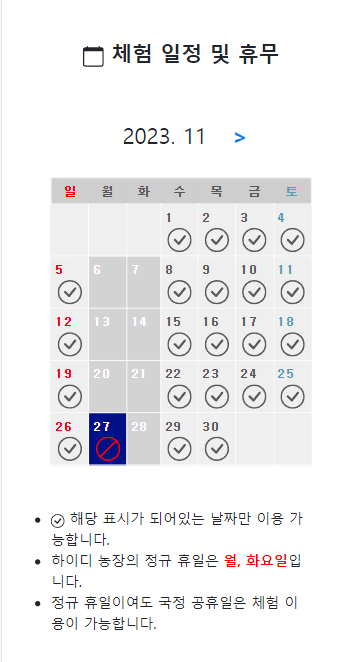 체험 일정 및 휴무
2023. 11 >
일 월 화 수 목 금 토
1 2 3 4
5 6 7 8 9 10 11
12 13 14 15 16 17 18
19 20 21 22 23 24 25
26 27 28 29 30
해당 표시가 되어있는 날짜만 이용 가
능합니다.
하이디 농장의 정규 휴일은 월, 화요일입
니다.
정규 휴일이여도 국정 공휴일은 체험 이
용이 가능합니다.